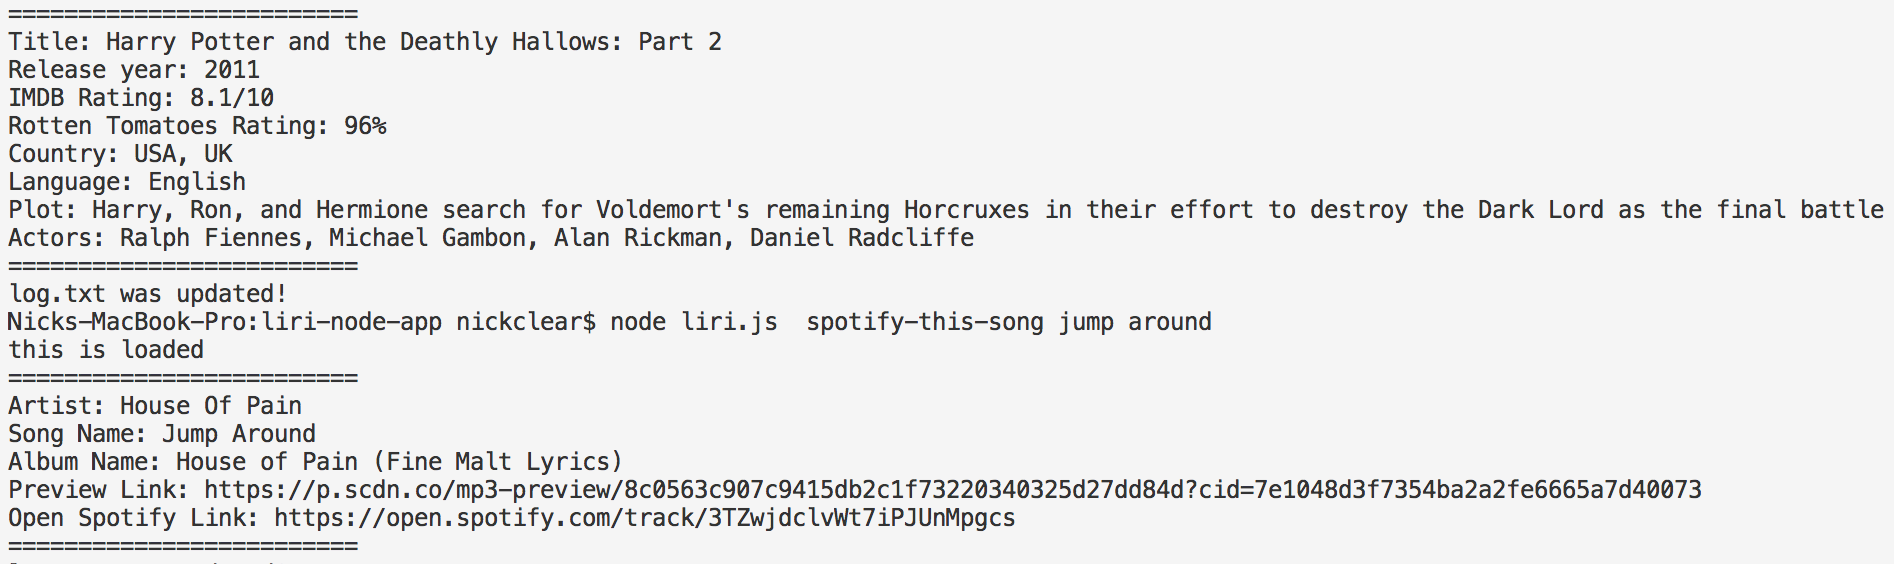 =========================
Title: Harry Potter and the Deathly Hallows: Part 2
Release year: 2011
IMDB Rating: 8.1/10
Rotten Tomatoes Rating: 96%
Country: USA, UK
Language: English
Plot: Harry, Ron, and Hermione search for Voldemort's remaining Horcruxes in their effort to destroy the Dark Lord as the final battle
Actors: Ralph Fiennes, Michael Gambon, Alan Rickman, Daniel Radcliffe
=========================
log.txt was updated!
Nicks-MacBook-Pro:liri-node-app nickclear$ node liri.js  spotify-this-song jump around
this is loaded
=========================
Artist: House Of Pain
Song Name: Jump Around
Album Name: House of Pain (Fine Malt Lyrics)
Preview Link: https://p.scdn.co/mp3-preview/8c0563c907c9415db2c1f73220340325d27dd84d?cid=7e1048d3f7354ba2a2fe6665a7d40073
Open Spotify Link: https://open.spotify.com/track/3TZwjdclvWt7iPJUnMpgcs
=========================